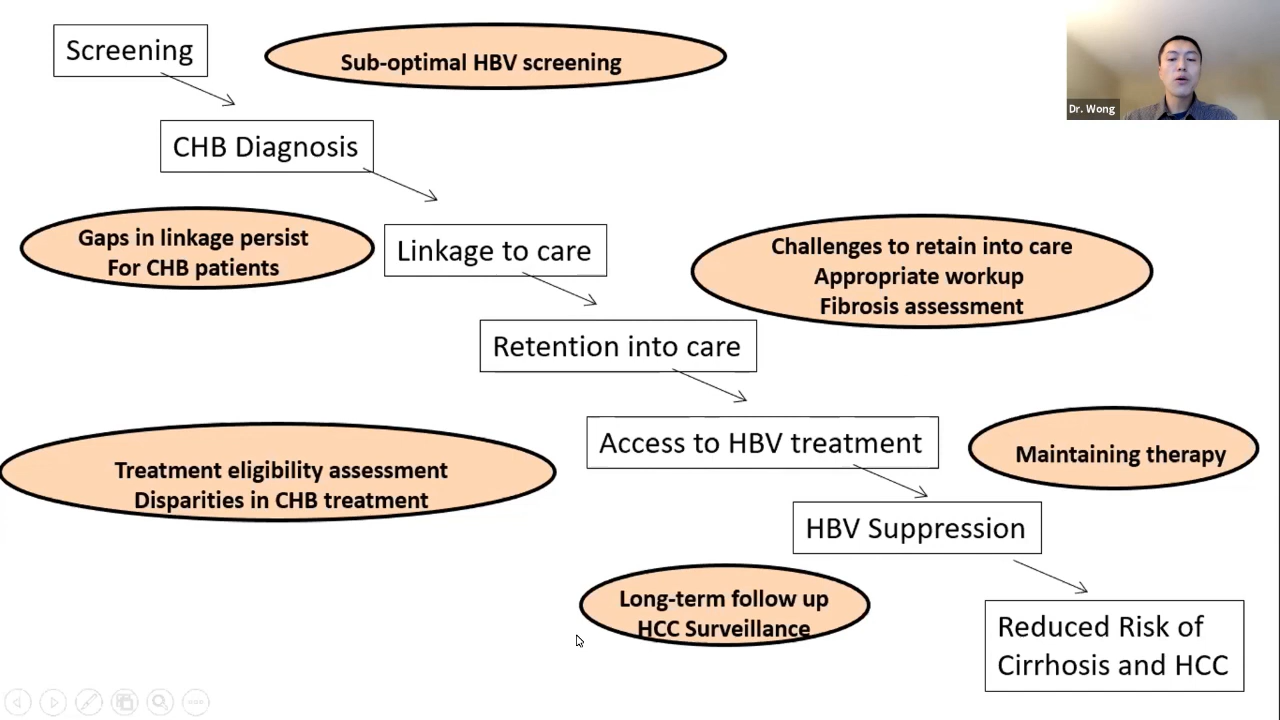 Screening
Sub-optimal HBV screening
Dr. Wong
CHB Diagnosis
Gaps in linkage persist
For CHB patients
Linkage to care
Challenges to retain into care
Appropriate workup
Fibrosis assessment
Retention into care
Treatment eligibility assessment
Disparities in CHB treatment
Access to HBV treatment
Maintaining therapy
HBV Suppression
Long-term follow up
HCC Surveillance
Reduced Risk of
Cirrhosis and HCC